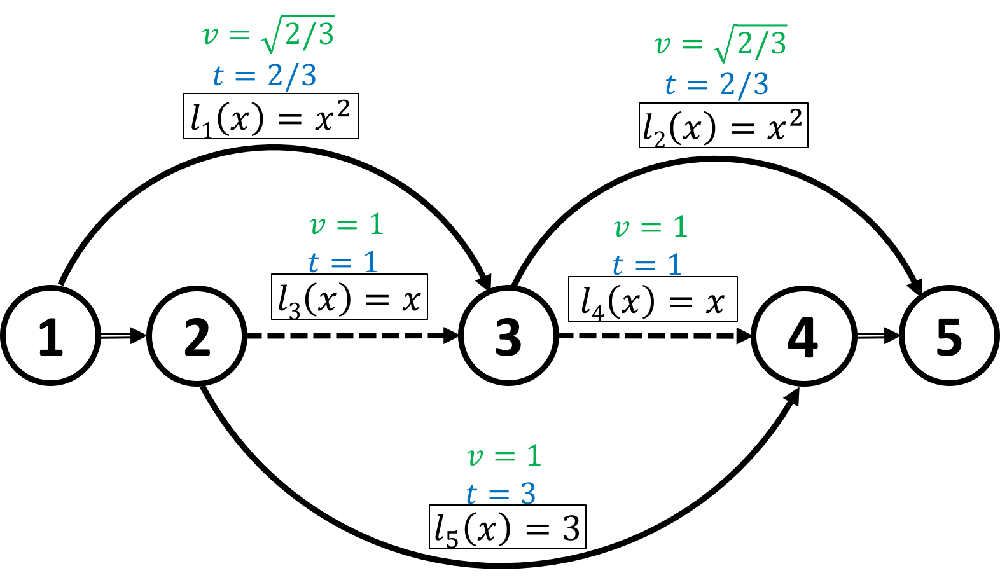 v = √2/3
t = 2/3
l₁(x) = x²
v = √2/3
t = 2/3
l₂(x) = x²
v = 1
t = 1
l₃(x) = x
v = 1
t = 1
l₄(x) = x
1
2
3
4
5
v = 1
t = 3
l₅(x) = 3